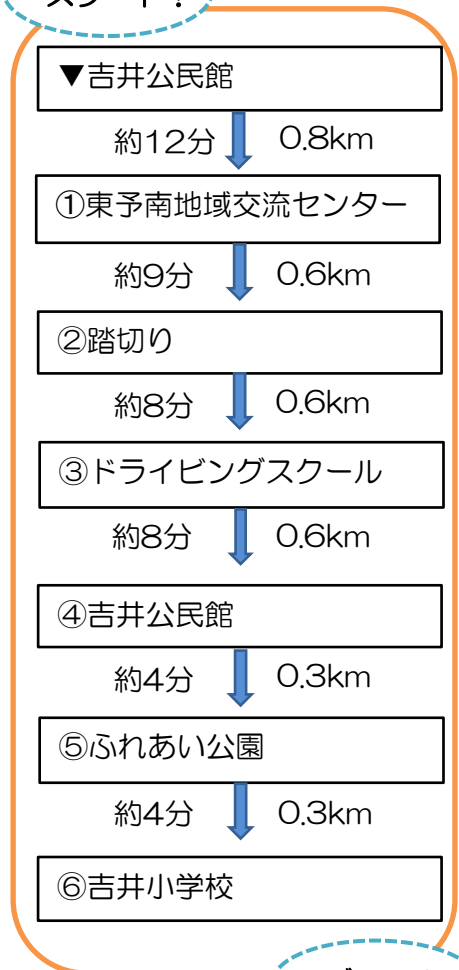 ▼吉井公民館
約12分 0.8km
①東予南地域交流センター
約9分 0.6km
②踏切り
約8分 0.6km
③ドライビングスクール
約8分 0.6km
④吉井公民館
約4分 0.3km
⑤ふれあい公園
約4分 0.3km
⑥吉井小学校